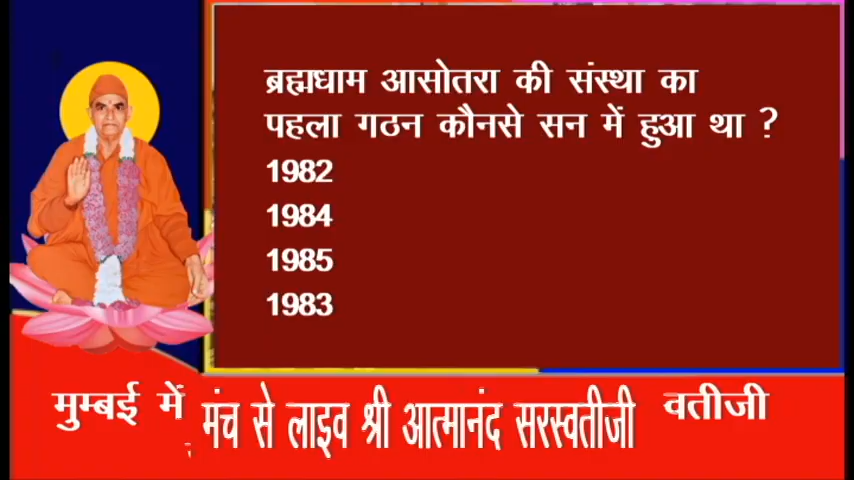 ब्रह्मधाम आसोतरा की संस्था का
पहला गठन कौनसे सन में हुआ था ?
1982
1984
1985
1983
मुम्बई में मंच से लाइव श्री आत्मानंद सरस्वतीजी वतीजी